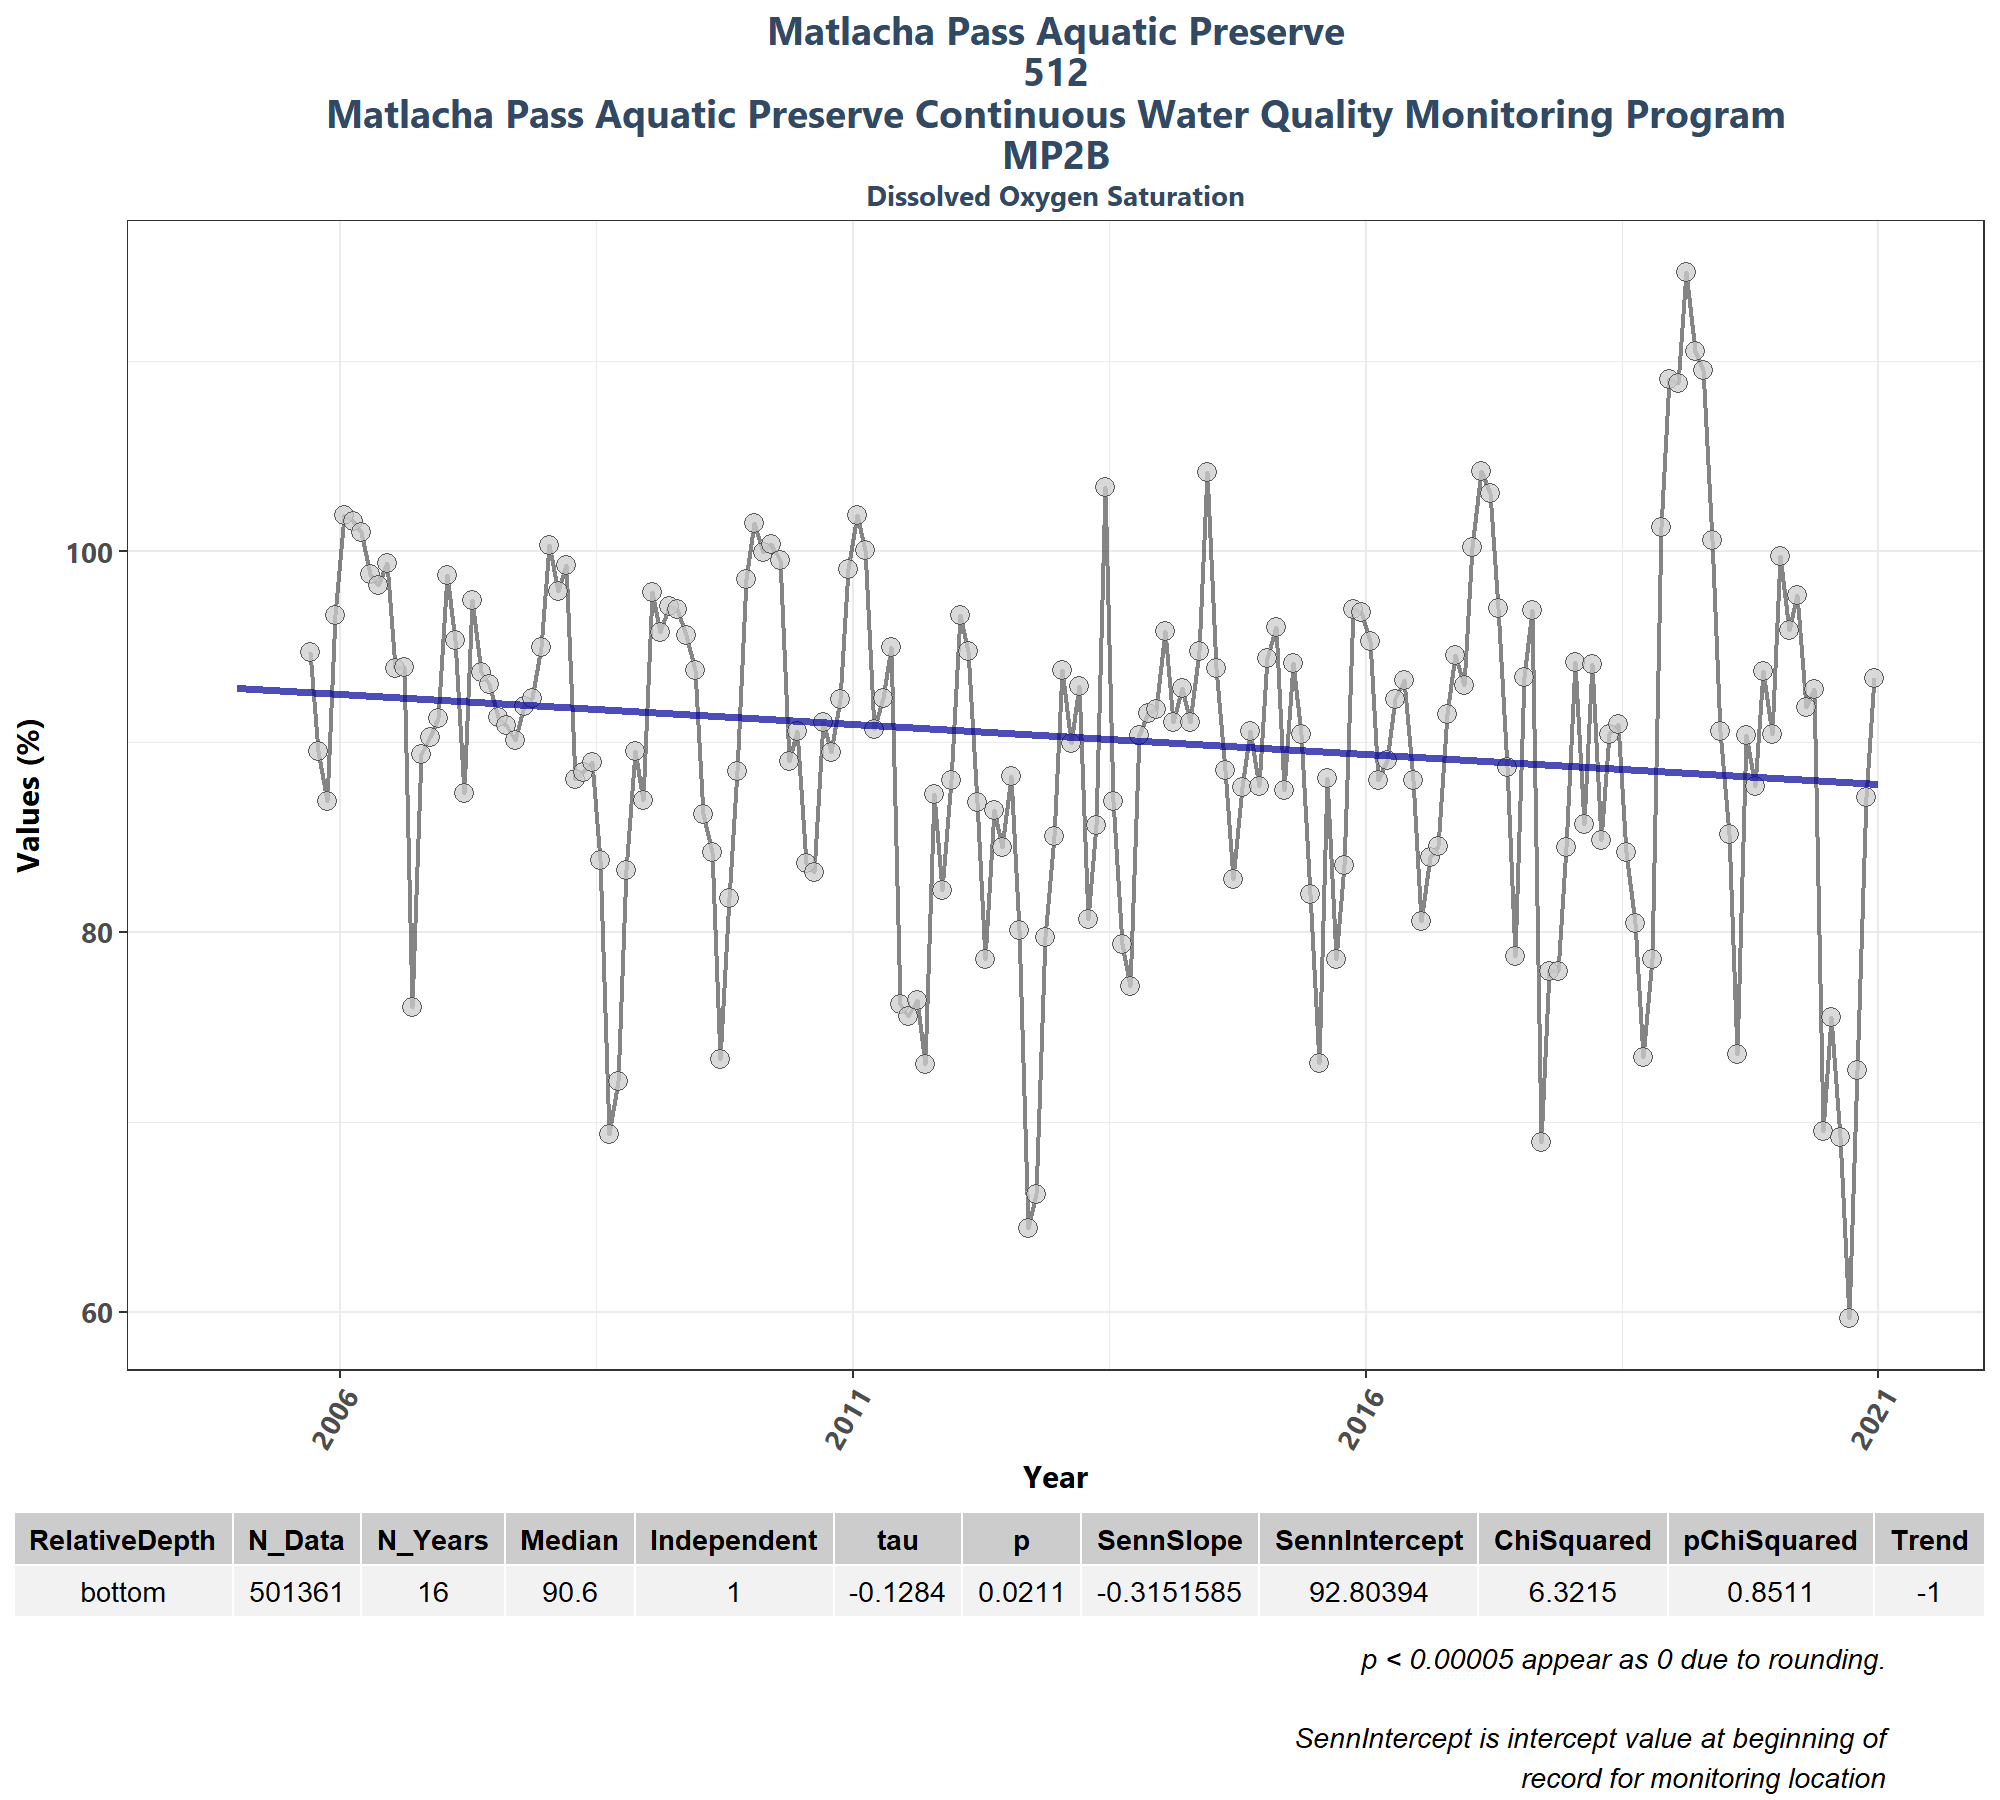 Matlacha Pass Aquatic Preserve
512
Matlacha Pass Aquatic Preserve Continuous Water Quality Monitoring Program
MP2B
Dissolved Oxygen Saturation
Values (%)
100
80
60
2006
2011
2016
2021
Year
RelativeDepth N_Data N_Years Median Independent tau p SennSlope SennIntercept ChiSquared pChiSquared Trend
bottom 501361 16 90.6 1 -0.1284 0.0211 -0.3151585 92.80394 6.3215 0.8511 -1
p < 0.00005 appear as 0 due to rounding.
SennIntercept is intercept value at beginning of
record for monitoring location